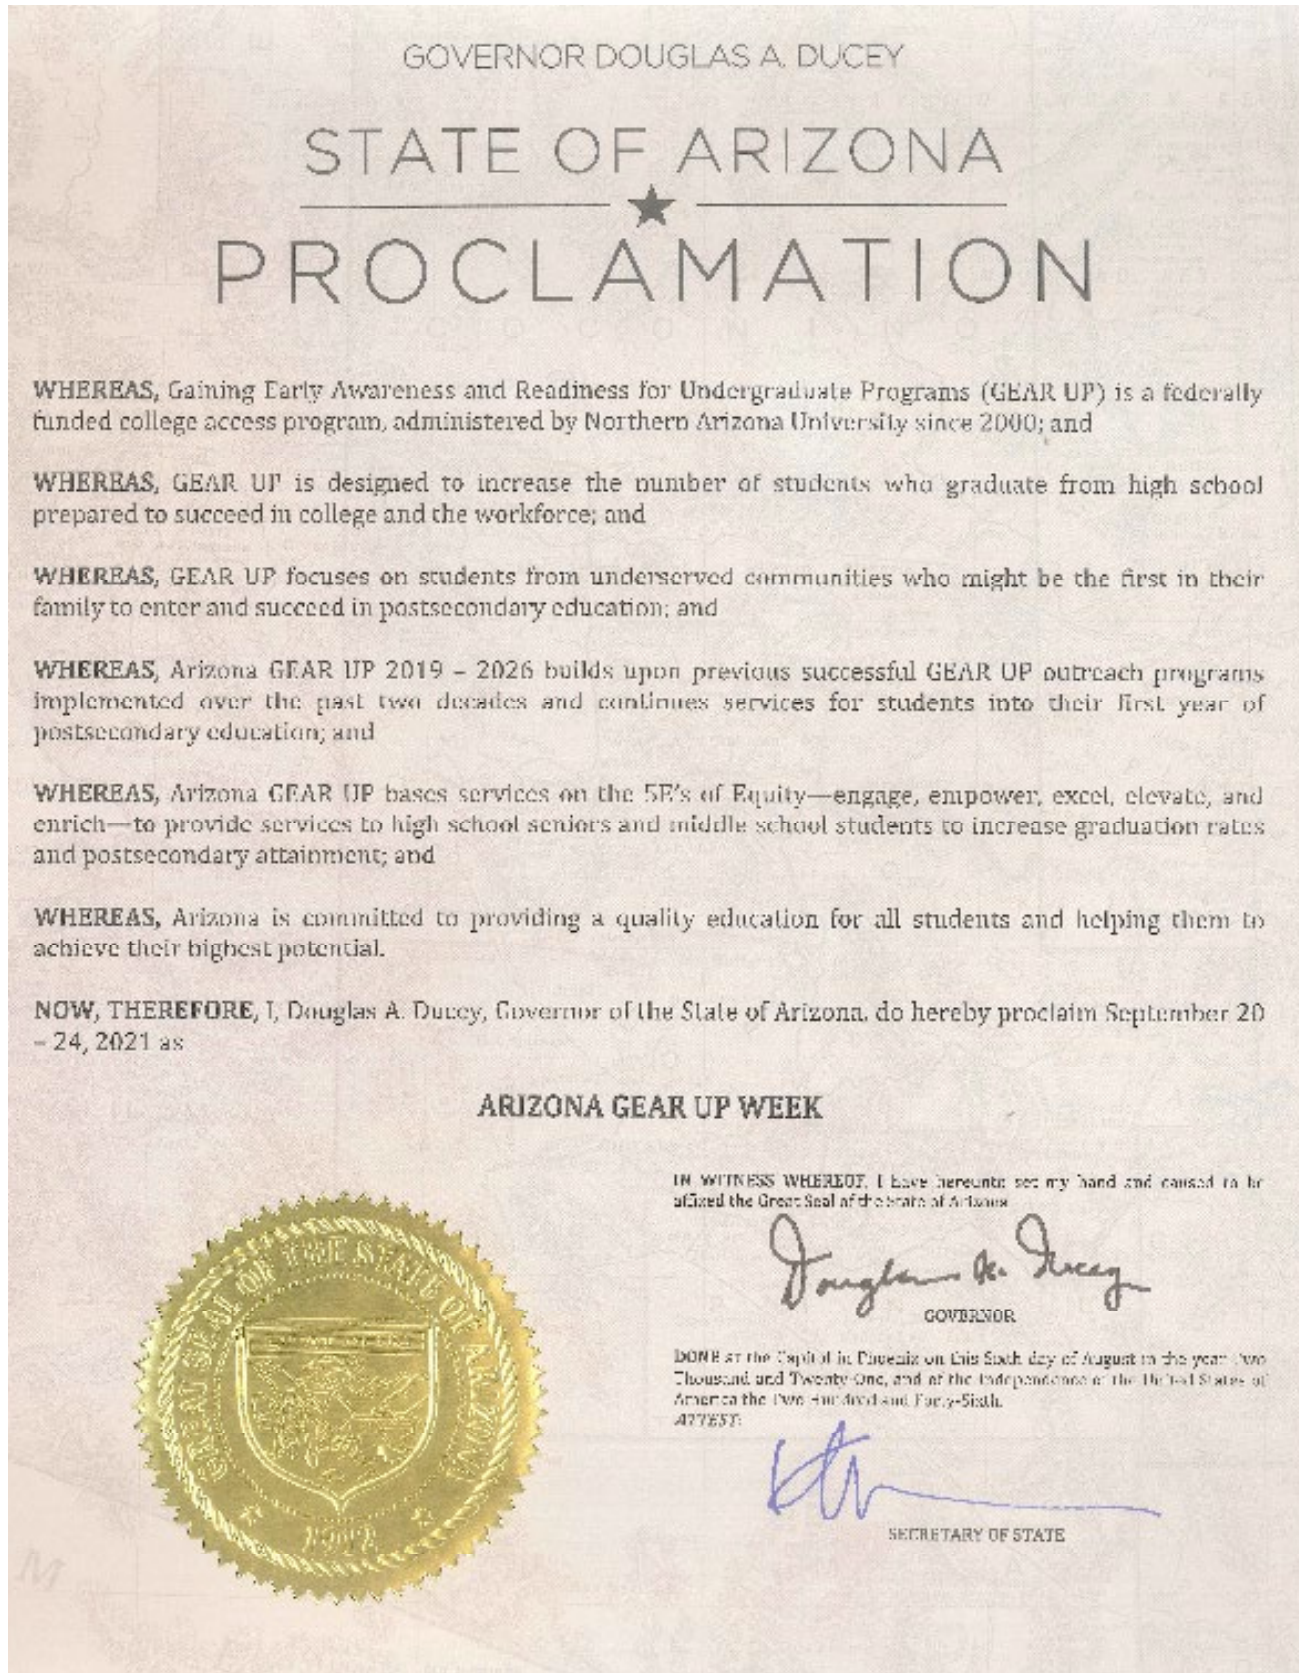 GOVERNOR DOUGLAS A. DUCEY
STATE OF ARIZONA
PROCLAMATION
WHEREAS, Gaining Early Awareness and Readiness for Undergraduate Programs (GEAR UP) is a federally
funded college access program, administered by Northern Arizona University since 2000; and
WHEREAS, GEAR UP is designed to increase the number of students who graduate from high school
prepared to succeed in college and the workforce; and
WHEREAS, GEAR UP focuses on students from underserved communities who might be the first in their
family to enter and succeed in postsecondary education; and
WHEREAS, Arizona GEAR UP 2019 – 2026 builds upon previous successful GEAR UP outreach programs
implemented over the past two decades and continues services for students into their first year of
postsecondary education; and
WHEREAS, Arizona GEAR UP bases services on the 5E's of Equity—engage, empower, excel, elevate, and
enrich—to provide services to high school seniors and middle school students to increase graduation rates
and postsecondary attainment; and
WHEREAS, Arizona is committed to providing a quality education for all students and helping them to
achieve their highest potential.
NOW, THEREFORE, I, Douglas A. Ducey, Governor of the State of Arizona, do hereby proclaim September 20
– 24, 2021 as
ARIZONA GEAR UP WEEK
IN WITNESS WHEREOF, I have hereunto set my hand and caused to be
affixed the Great Seal of the State of Arizona
Douglas A. Ducey
GOVERNOR
DONE at the Capitol in Phoenix on this Sixth day of August in the year Two
Thousand and Twenty-One, and of the Independence of the United States of
America the Two Hundred and Forty-Sixth.
ATTEST:
SECRETARY OF STATE
GREAT SEAL OF THE STATE OF ARIZONA
1912